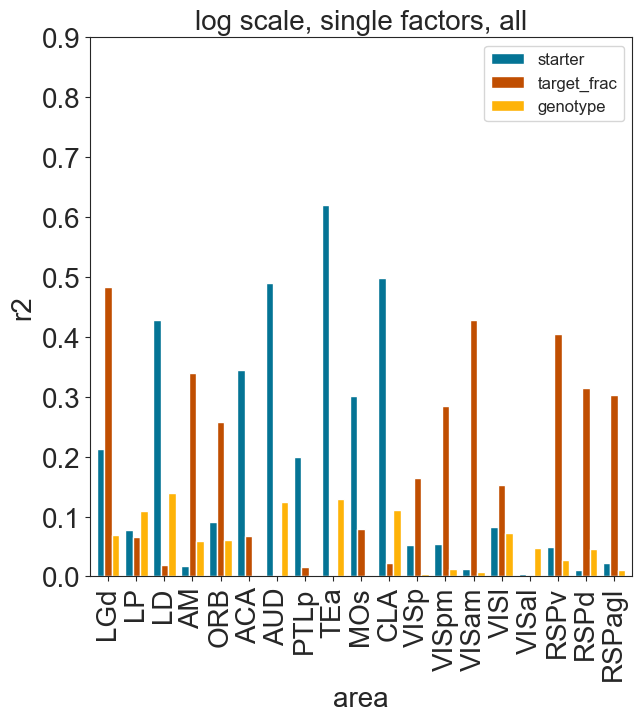 log scale, single factors, all
starter
target_frac
genotype
r2
0.9
0.8
0.7
0.6
0.5
0.4
0.3
0.2
0.1
0.0
LGd
LP
LD
AM
ORB
ACA
AUD
PTLp
TEa
MOs
CLA
VISp
VISpm
VISam
VISl
VISal
RSPv
RSPd
RSPagl
area